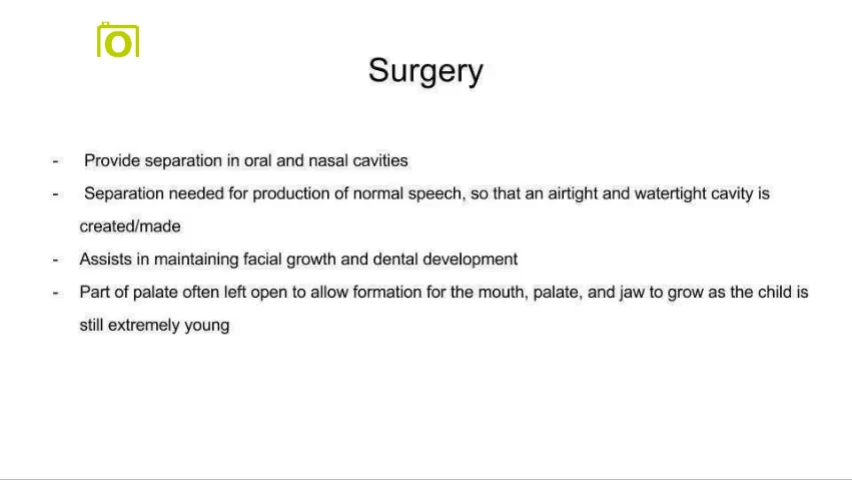 Surgery
- Provide separation in oral and nasal cavities
- Separation needed for production of normal speech, so that an airtight and watertight cavity is
created/made
- Assists in maintaining facial growth and dental development
- Part of palate often left open to allow formation for the mouth, palate, and jaw to grow as the child is
still extremely young